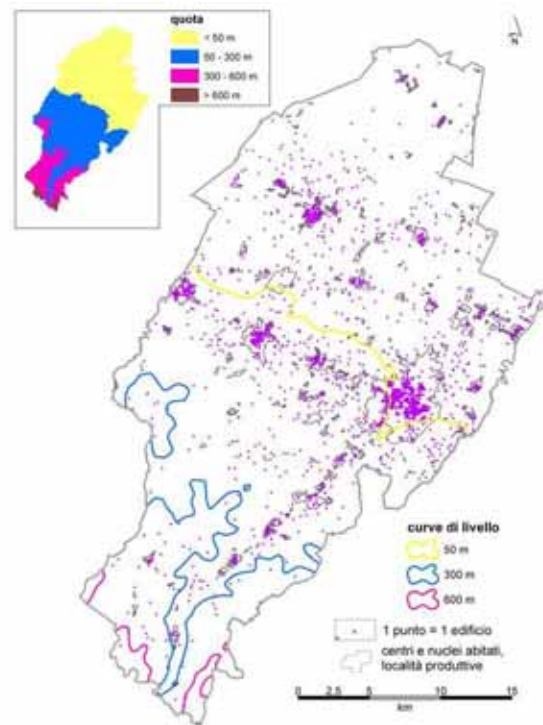 quota
< 50 m
50 - 300 m
300 - 600 m
> 600 m
N
curve di livello
50 m
300 m
600 m
1 punto = 1 edificio
centri e nuclei abitati,
località produttive
0 2.5 5 10 15
km